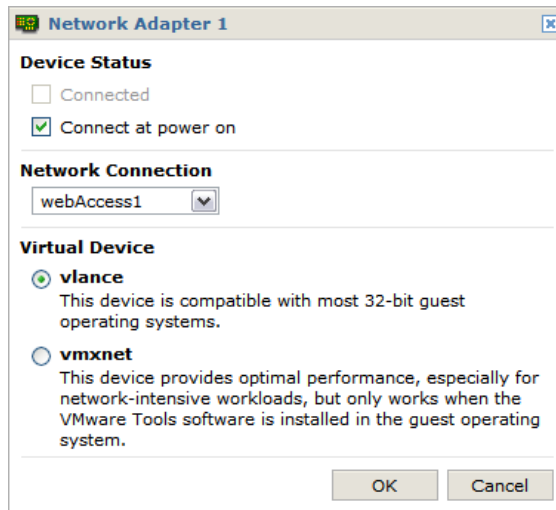 Network Adapter 1
Device Status
Connected
Connect at power on
Network Connection
webAccess1
Virtual Device
vlance
This device is compatible with most 32-bit guest
operating systems.
vmxnet
This device provides optimal performance, especially for
network-intensive workloads, but only works when the
VMware Tools software is installed in the guest operating
system.
OK
Cancel